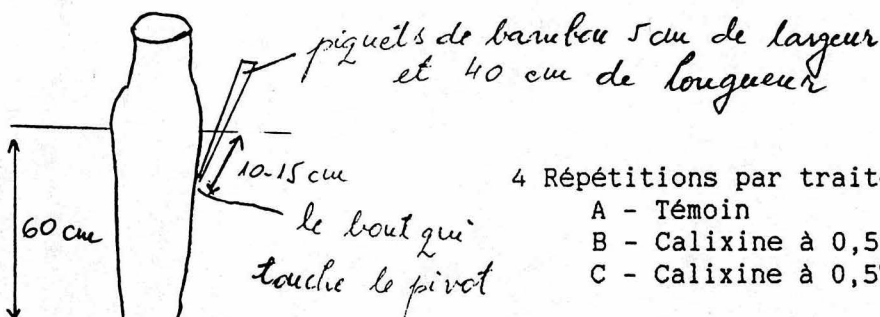 piquets de bambou 5 cm de largeur
et 40 cm de longueur
10-15 cm
60 cm
le bout qui
touche le pivot
4 Répétitions par trait
A - Témoin
B - Calixine à 0,5
C - Calixine à 0,5